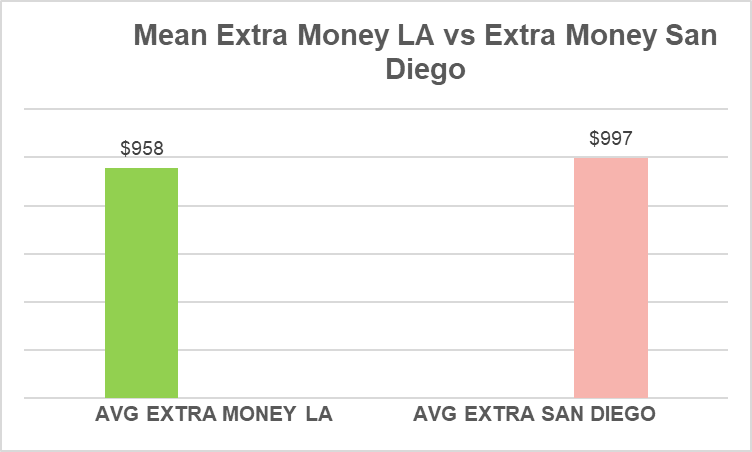 Mean Extra Money LA vs Extra Money San
Diego
$958
$997
AVG EXTRA MONEY LA
AVG EXTRA SAN DIEGO